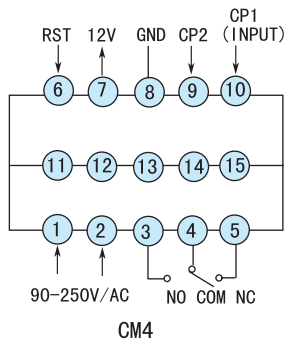 CP1
RST 12V GND CP2 (INPUT)
6 7 8 9 10
11 12 13 14 15
1 2 3 4 5
90-250V/AC NO COM NC
CM4